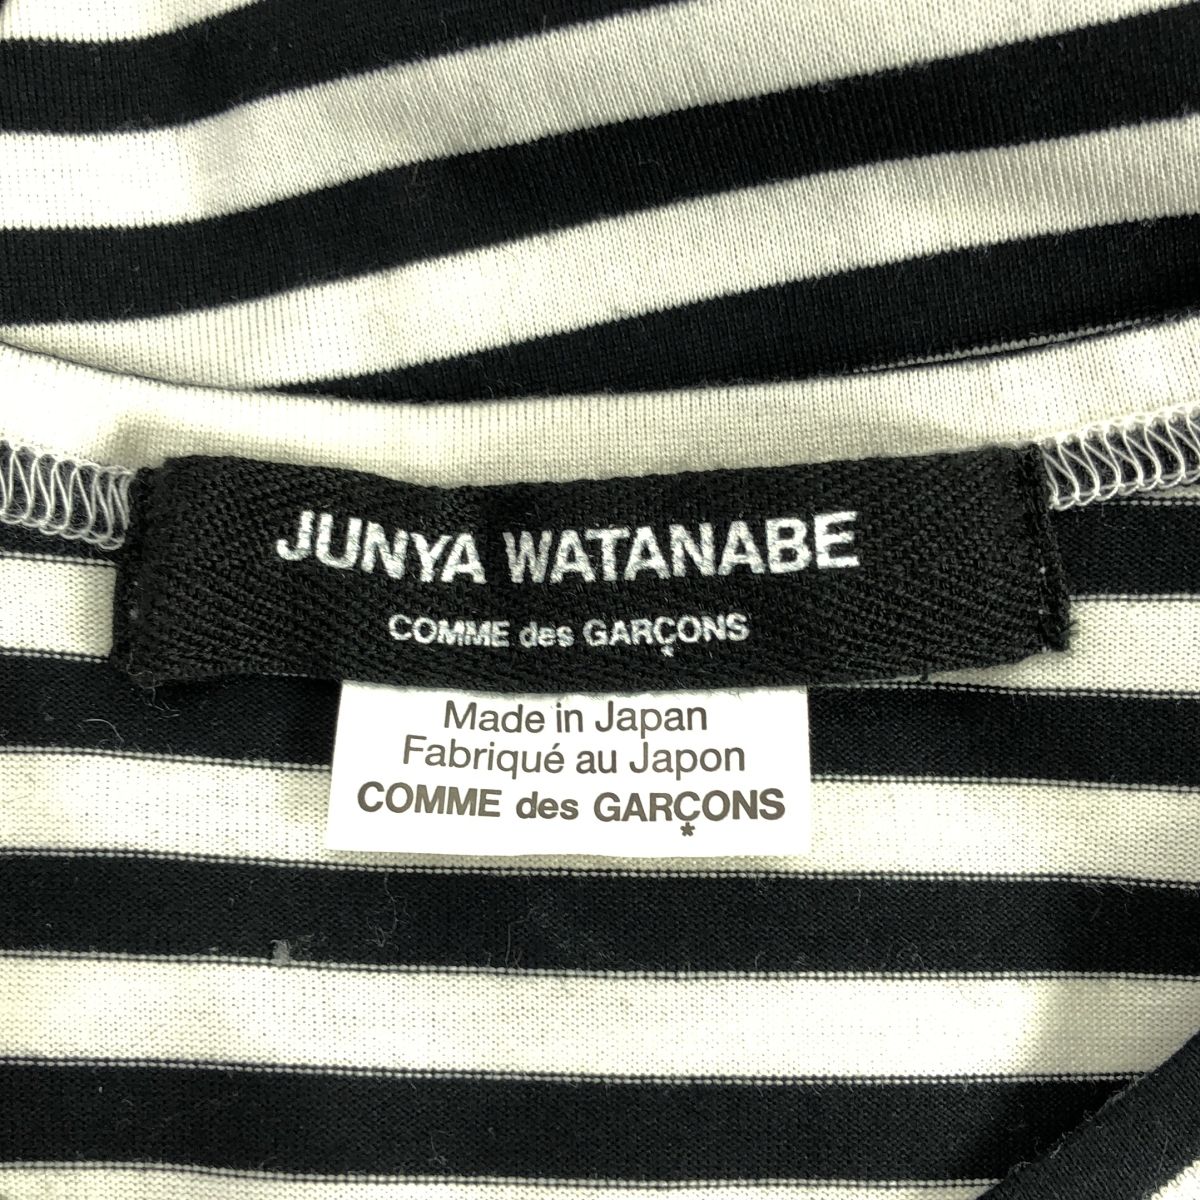 JUNYA WATANABE
COMME des GARÇONS
Made in Japan
Fabriqué au Japon
COMME des GARÇONS